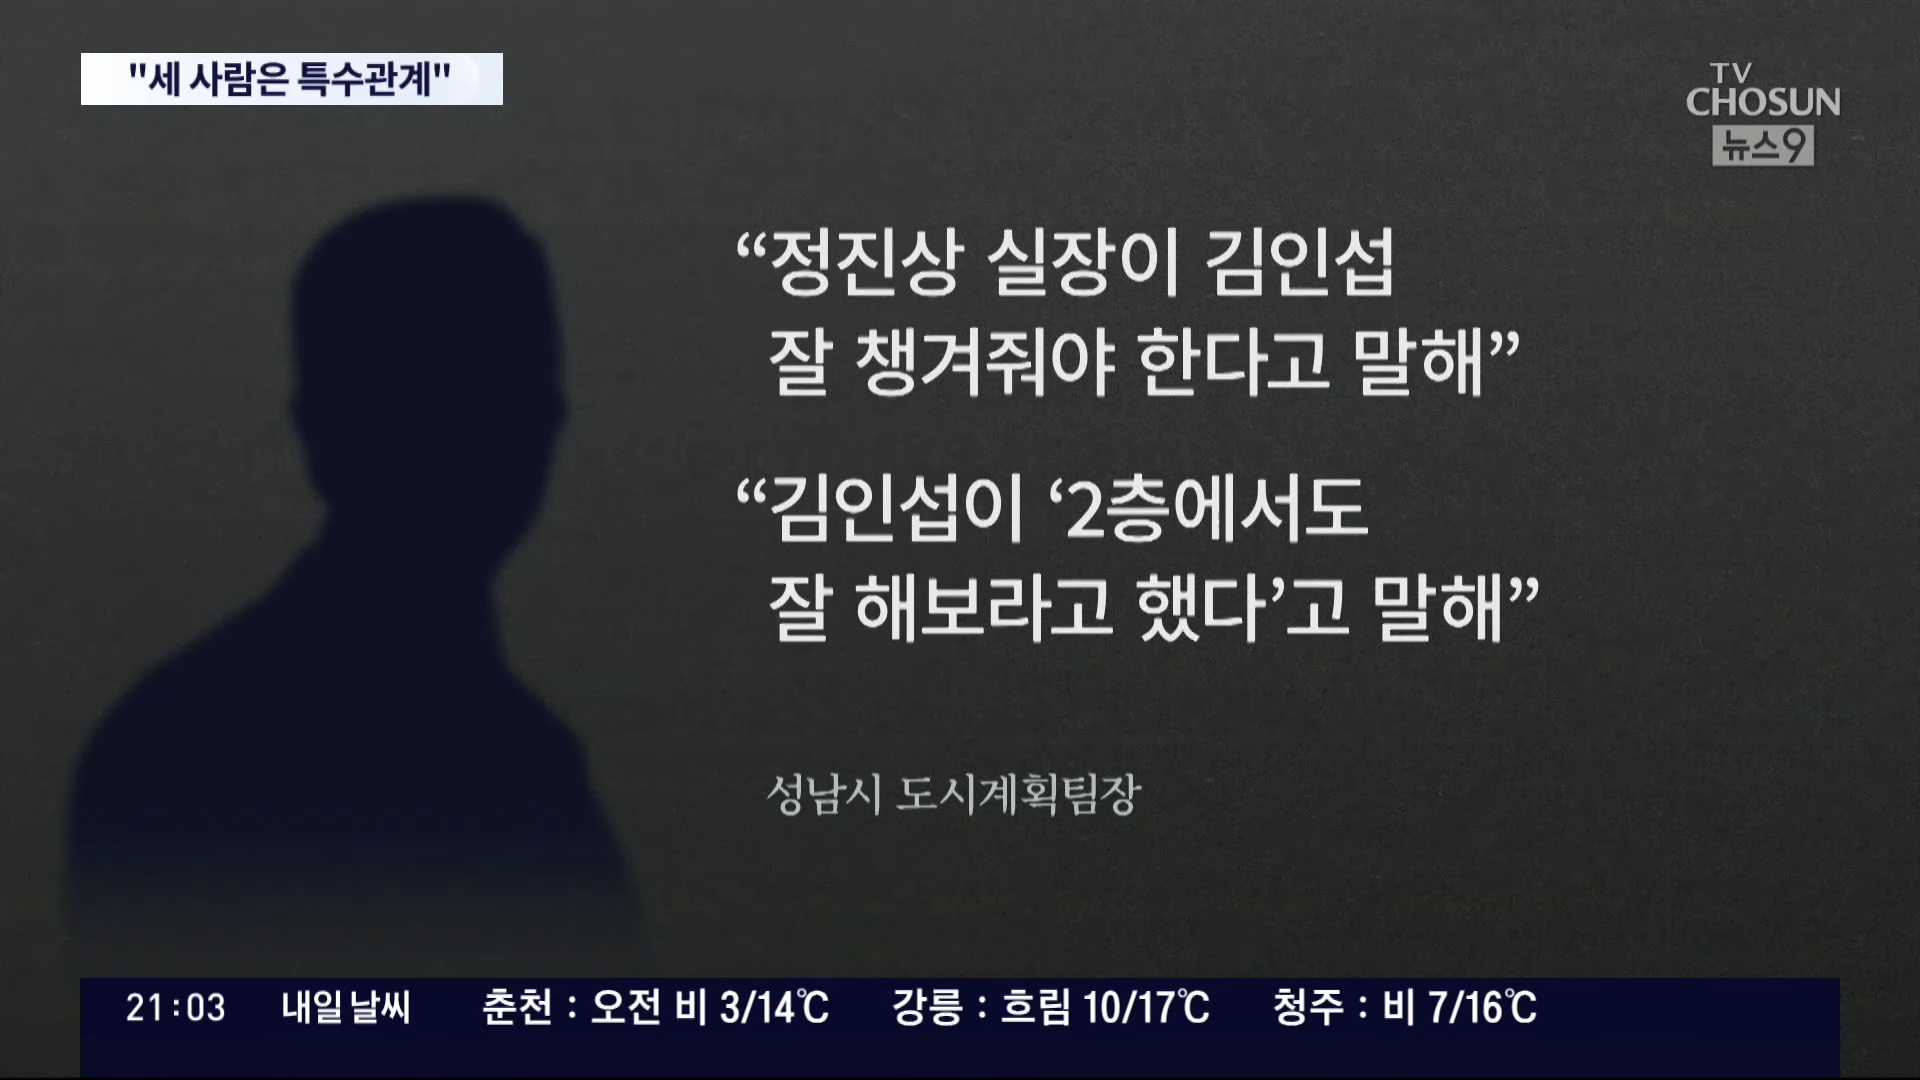 "세 사람은 특수관계"
TV
CHOSUN
뉴스9
“정진상 실장이 김인섭
잘 챙겨줘야 한다고 말해”
“김인섭이 ‘2층에서도
잘 해보라고 했다’고 말해”
성남시 도시계획팀장
21:03 내일 날씨 춘천 : 오전 비 3/14℃ 강릉 : 흐림 10/17℃ 청주 : 비 7/16℃